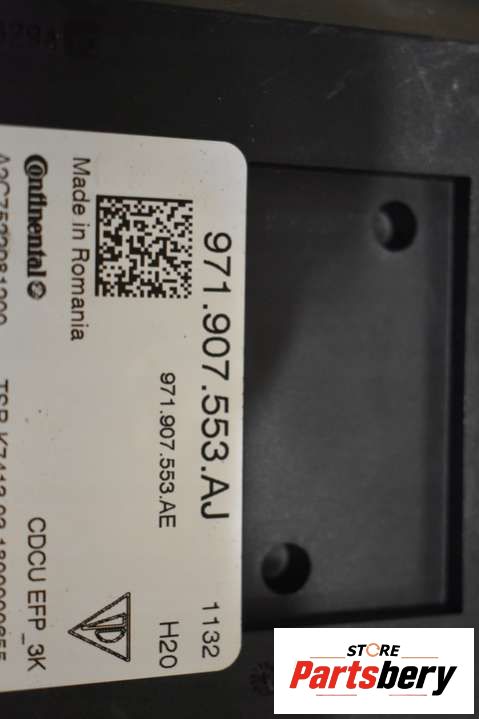 971.907.553.AJ 1132
971.907.553.AE H20
Made in Romania
Continental
CDCU EFP_3K
STORE
Partsbery